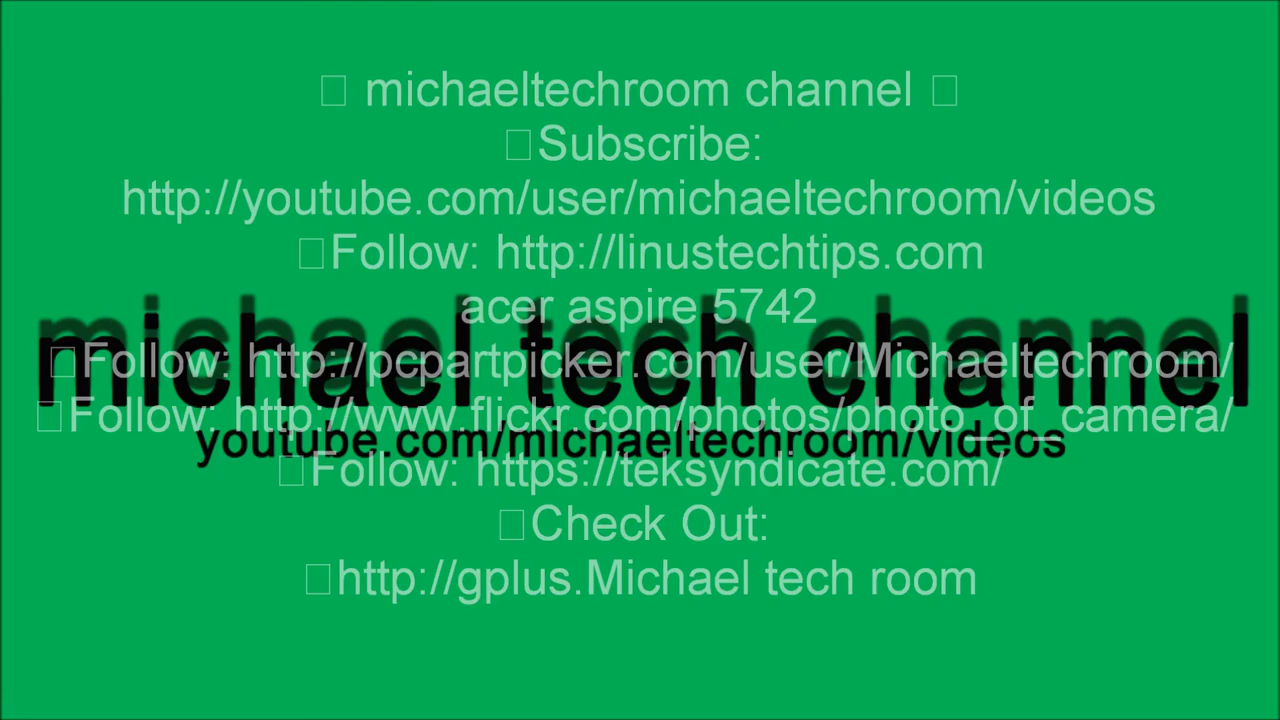 □ michaeltechroom channel □
□Subscribe:
http://youtube.com/user/michaeltechroom/videos
□Follow: http://linustechtips.com
acer aspire 5742
□Follow: http://pcpartpicker.com/user/Michaeltechroom/
□Follow: http://www.flickr.com/photos/photo_of_camera/
□Follow: https://teksyndicate.com/
□Check Out:
□http://gplus.Michael tech room
michael tech channel
youtube.com/michaeltechroom/videos